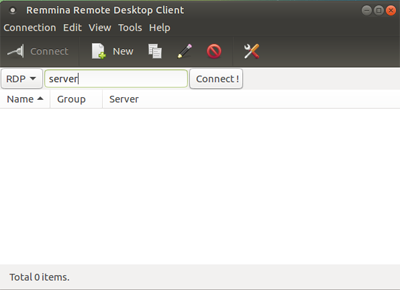 Remmina Remote Desktop Client
Connection Edit View Tools Help
Connect New
RDP server Connect !
Name Group Server
Total 0 items.